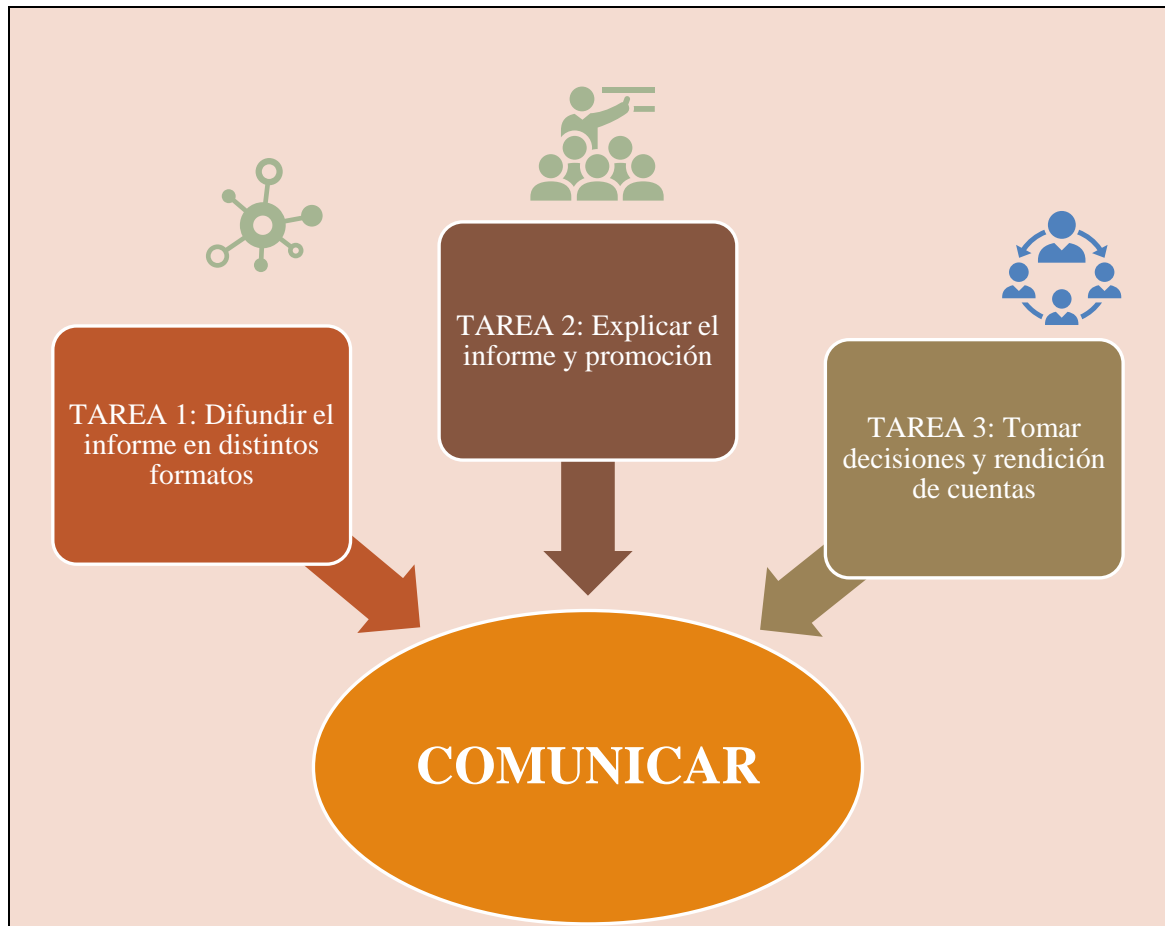 TAREA 1: Difundir el
informe en distintos
formatos
TAREA 2: Explicar el
informe y promoción
TAREA 3: Tomar
decisiones y rendición
de cuentas
COMUNICAR